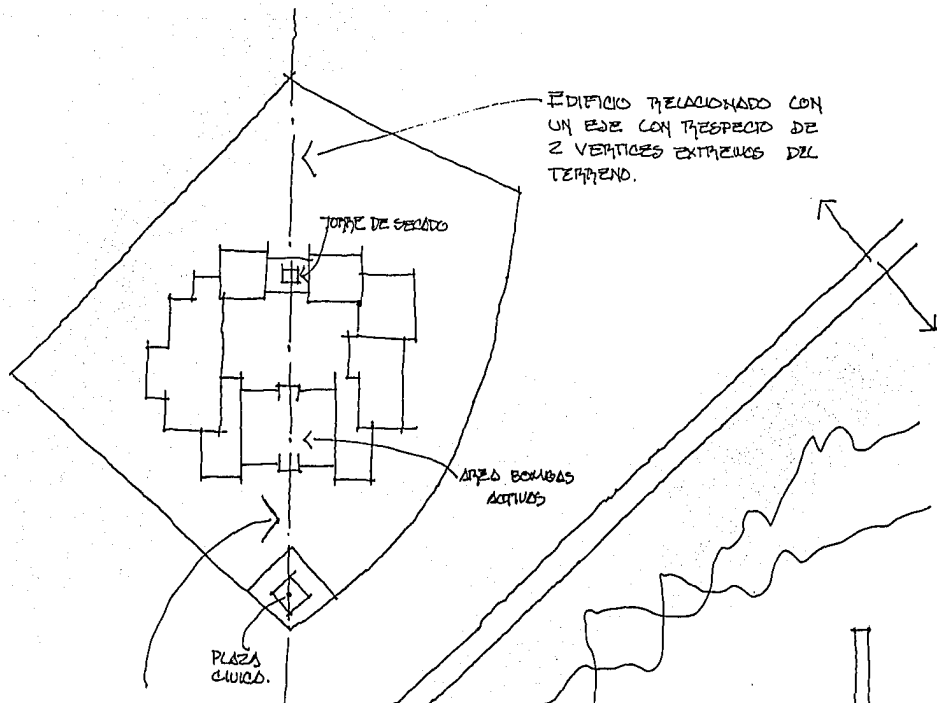 EDIFICIO RELACIONADO CON
UN EJE CON RESPECTO DE
2 VERTICES EXTREMOS DEL
TERRENO.
TORRE DE SECADO
AREA BOMBAS
ACTIVAS
PLAZA
CIVICA.